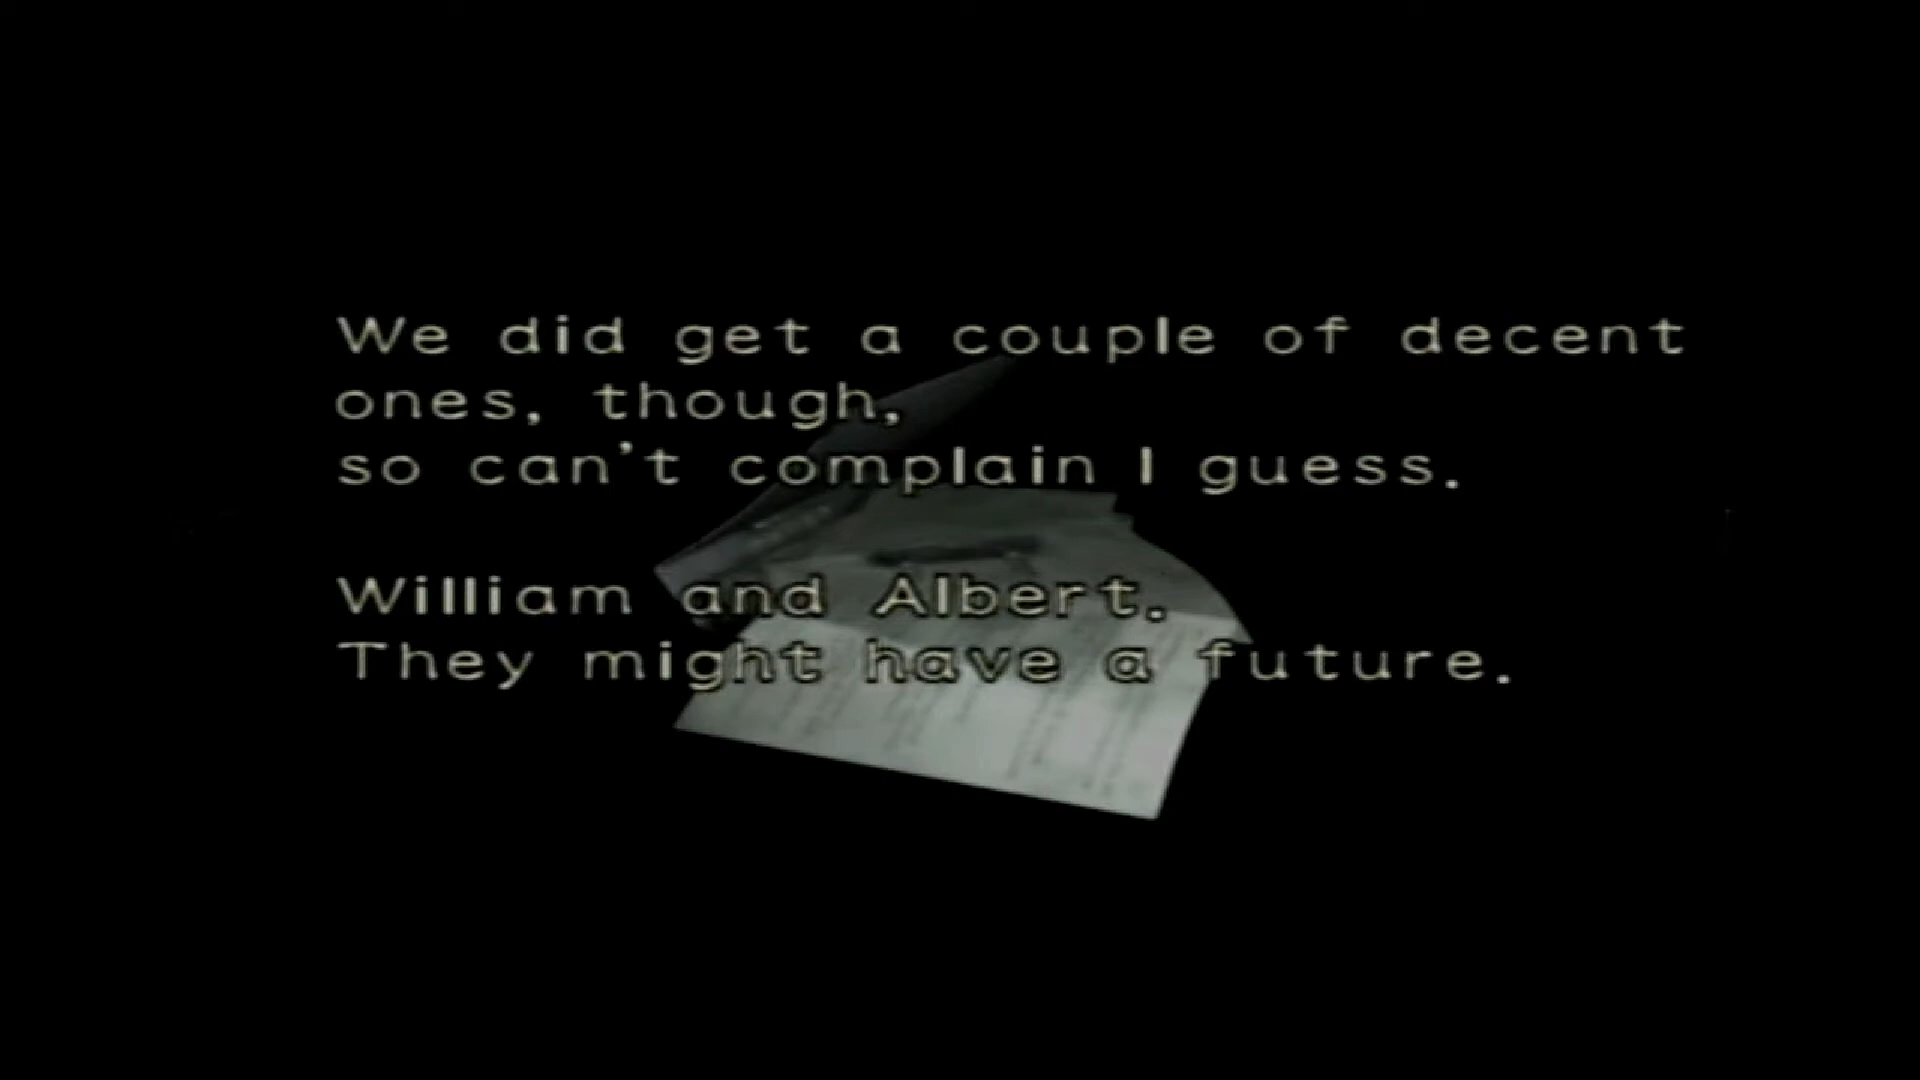 We did get a couple of decent
ones, though,
so can't complain I guess.
William and Albert.
They might have a future.